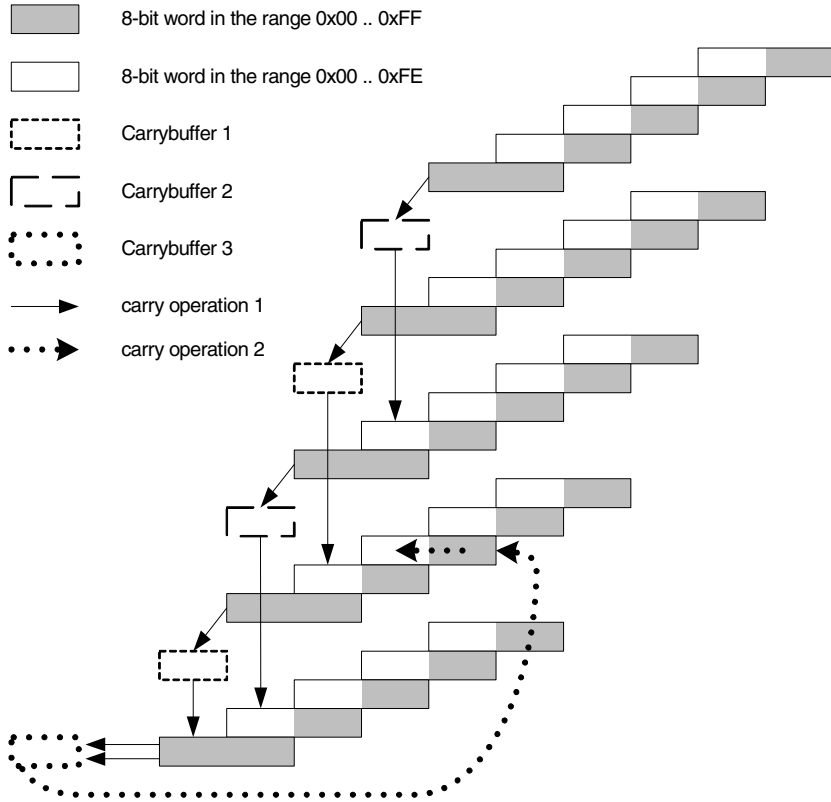 8-bit word in the range 0x00 .. 0xFF
8-bit word in the range 0x00 .. 0xFE
Carrybuffer 1
Carrybuffer 2
Carrybuffer 3
carry operation 1
carry operation 2